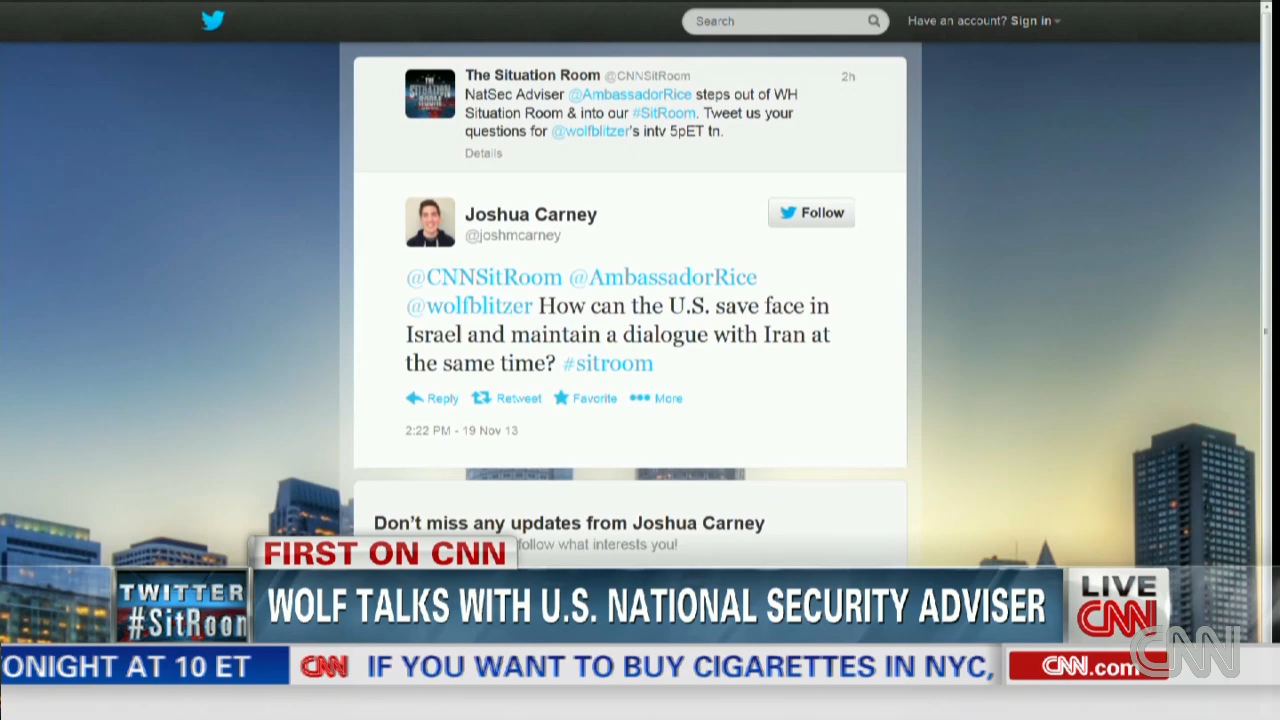 Search
Have an account? Sign in
The Situation Room @CNNSitRoom 2h
NatSec Adviser @AmbassadorRice steps out of WH
Situation Room & into our #SitRoom. Tweet us your
questions for @wolfblitzer's intv 5pET tn.
Details
THE
SITUATION
ROOM
Joshua Carney
@joshmcarney
Follow
@CNNSitRoom @AmbassadorRice
@wolfblitzer How can the U.S. save face in
Israel and maintain a dialogue with Iran at
the same time? #sitroom
Reply Retweet Favorite More
2:22 PM - 19 Nov 13
Don't miss any updates from Joshua Carney
follow what interests you!
FIRST ON CNN
TWITTER
#SitRoom
WOLF TALKS WITH U.S. NATIONAL SECURITY ADVISER
LIVE
CNN
ONIGHT AT 10 ET
CNN IF YOU WANT TO BUY CIGARETTES IN NYC,
CNN.com
CNN